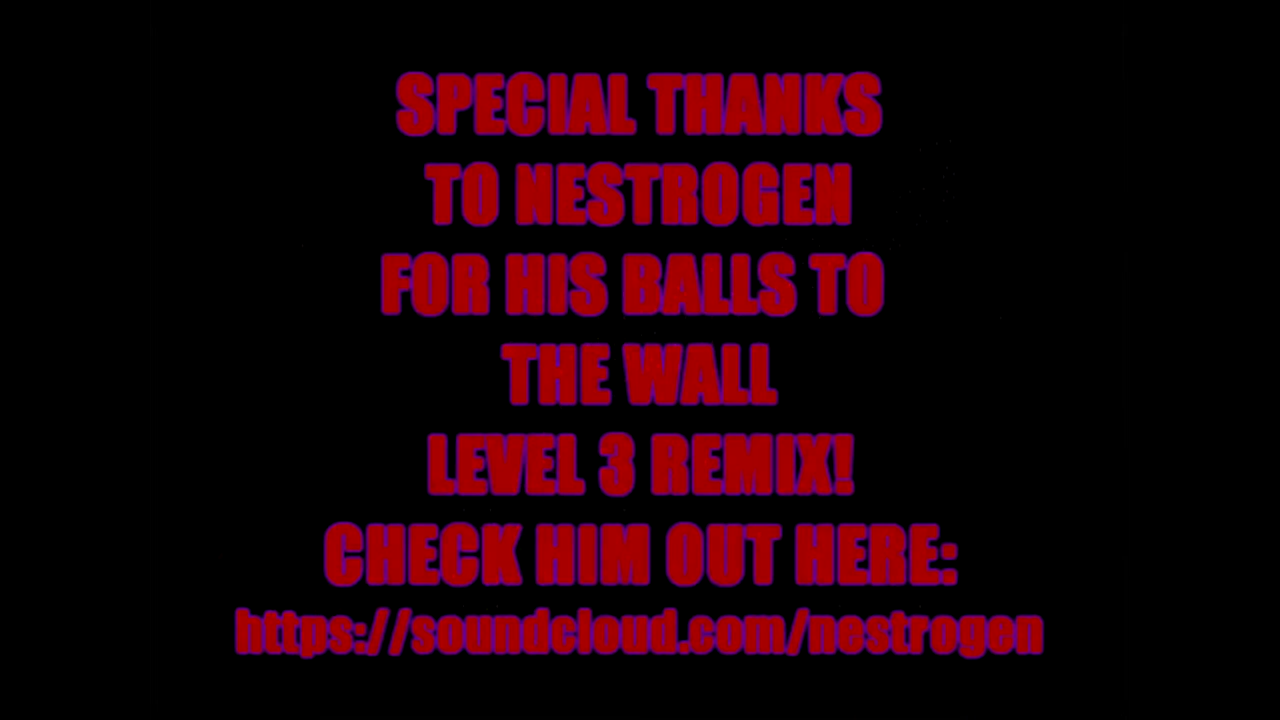 SPECIAL THANKS
TO NESTROGEN
FOR HIS BALLS TO
THE WALL
LEVEL 3 REMIX!
CHECK HIM OUT HERE:
https://soundcloud.com/nestrogen